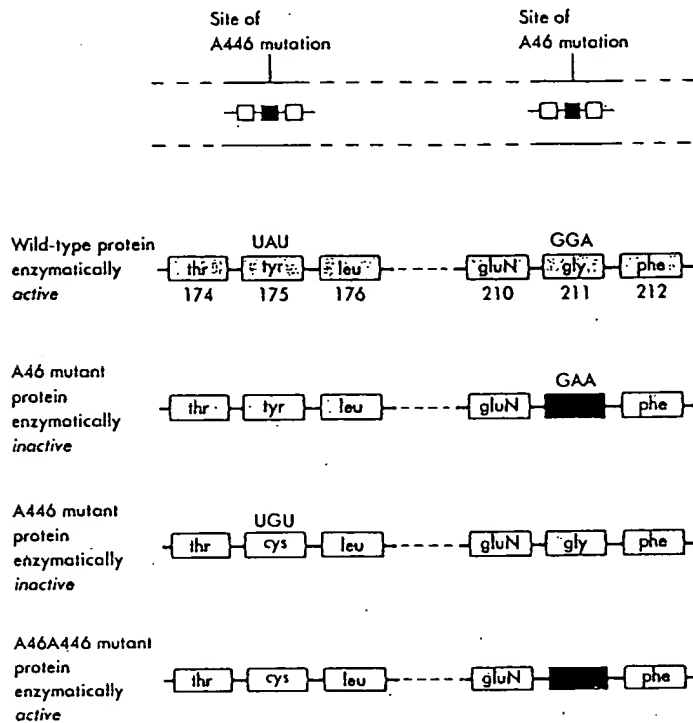 Site of
A446 mutation
Site of
A46 mutation
Wild-type protein
enzymatically
active
UAU
GGA
thr tyr leu gluN gly phe
174 175 176 210 211 212
A46 mutant
protein
enzymatically
inactive
GAA
thr tyr leu gluN phe
A446 mutant
protein
enzymatically
inactive
UGU
thr cys leu gluN gly phe
A46A446 mutant
protein
enzymatically
active
thr cys leu gluN phe